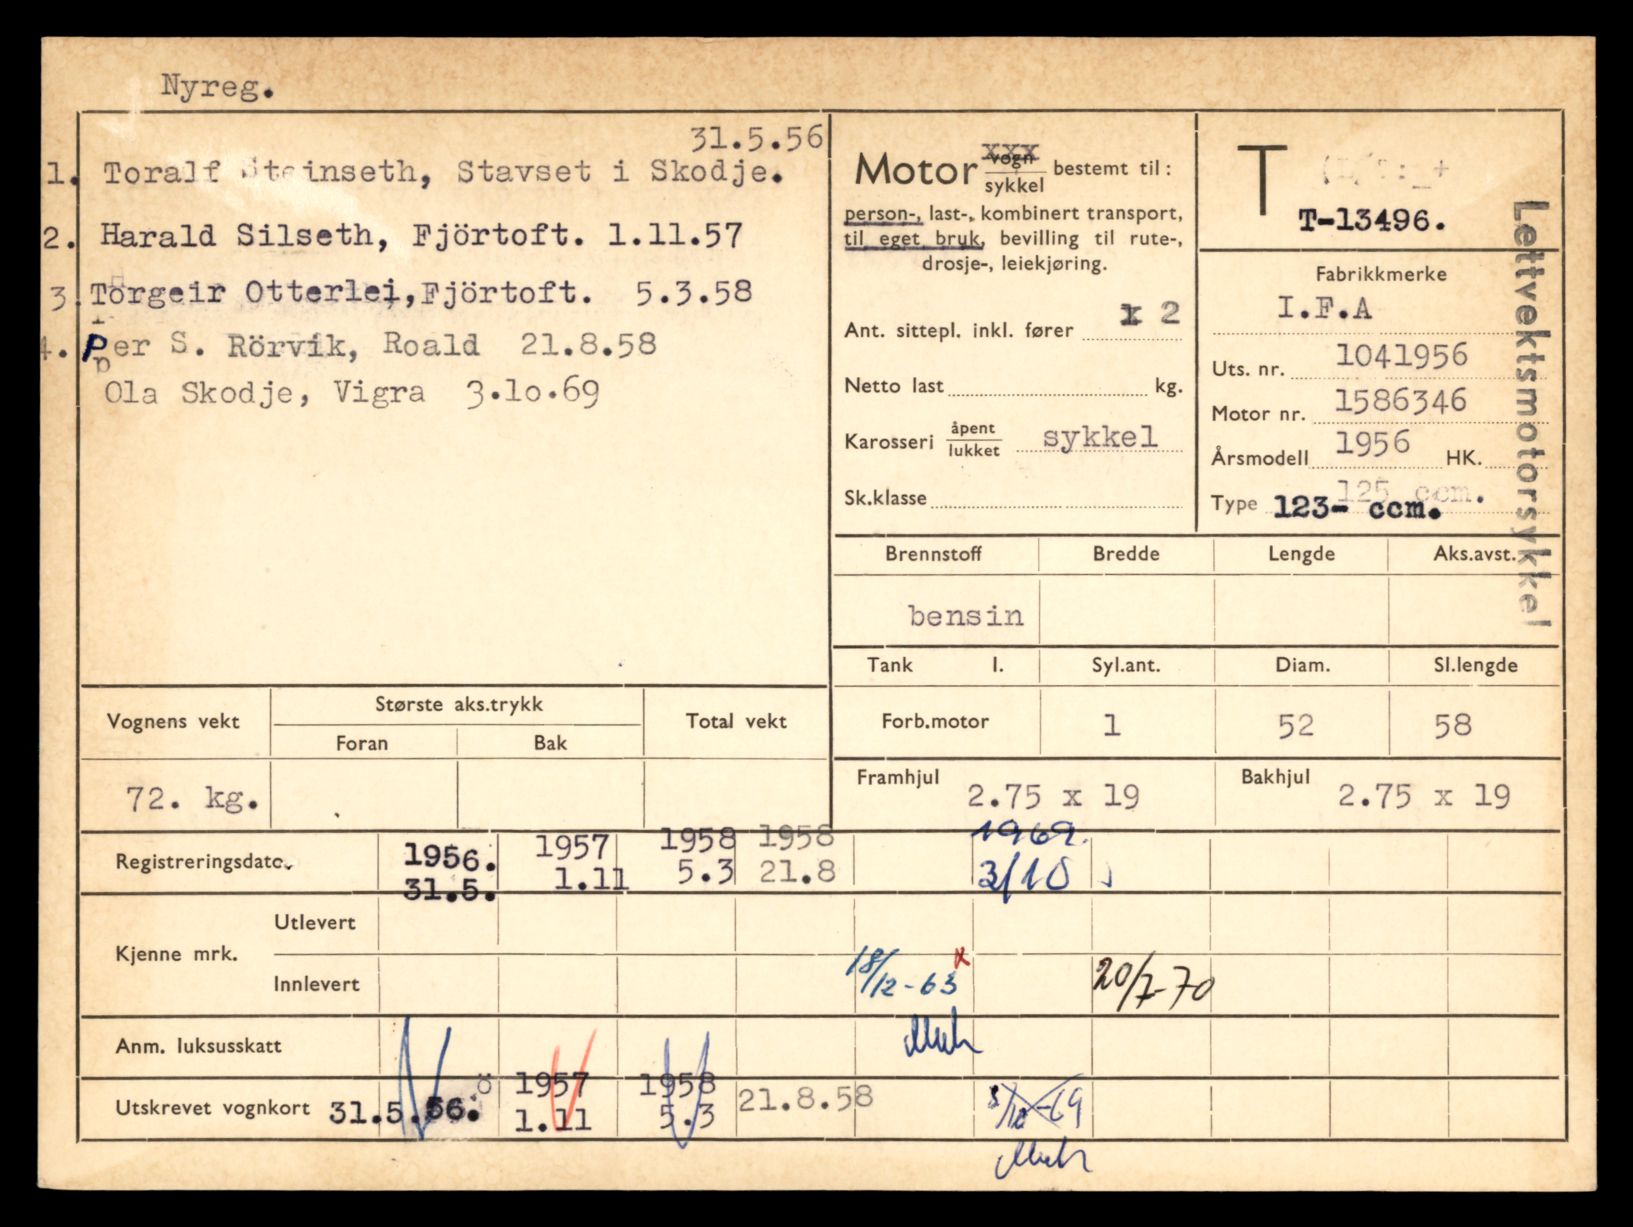 Nyreg.
31.5.56
1. Toralf Steinseth, Stavset i Skodje.
2. Harald Silseth, Fjörtoft. 1.11.57
3. Torgeir Otterlei, Fjörtoft. 5.3.58
4. Per S. Rörvik, Roald 21.8.58
Ola Skodje, Vigra 3.10.69
Motor vogn xxx / sykkel bestemt til:
person-, last-, kombinert transport,
til eget bruk, bevilling til rute-,
drosje-, leiekjøring.
Ant. sittepl. inkl. fører 2
Netto last kg.
Karosseri åpent / lukket sykkel
Sk.klasse
T
T-13496.
Fabrikkmerke
I.F.A
Uts. nr. 1041956
Motor nr. 1586346
Årsmodell 1956 HK.
125 ccm.
Type 123- ccm.
Lettvektsmotorsykkel
Brennstoff Bredde Lengde Aks.avst.
bensin
Tank l. Syl.ant. Diam. Sl.lengde
Forb.motor 1 52 58
Framhjul 2.75 x 19 Bakhjul 2.75 x 19
Vognens vekt Største aks.trykk Total vekt
Foran Bak
72. kg.
Registreringsdato 1956. 1957 1958 1958 1969.
31.5. 1.11 5.3 21.8 3/10
Kjenne mrk. Utlevert
Innlevert 18/12-63 x 20/7-70
Anm. luksusskatt
Utskrevet vognkort 31.5.56. ö 1957 1958 21.8.58
1.11 5.3